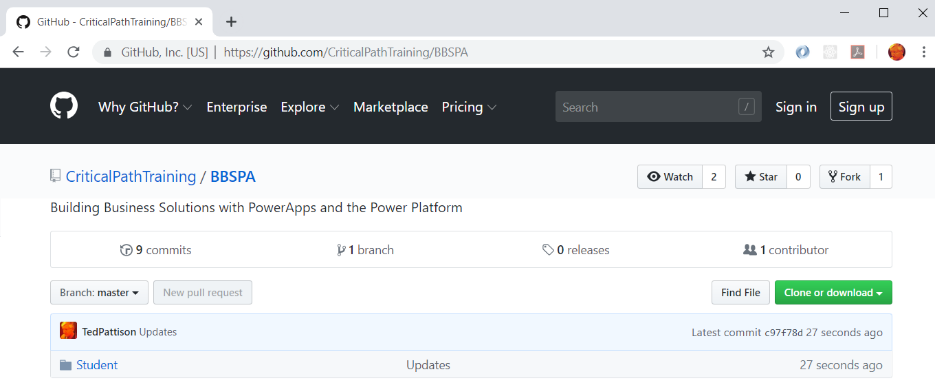 GitHub - CriticalPathTraining/BBS
GitHub, Inc. [US] | https://github.com/CriticalPathTraining/BBSPA
Why GitHub? Enterprise Explore Marketplace Pricing Search / Sign in Sign up
CriticalPathTraining / BBSPA Watch 2 Star 0 Fork 1
Building Business Solutions with PowerApps and the Power Platform
9 commits 1 branch 0 releases 1 contributor
Branch: master New pull request Find File Clone or download
TedPattison Updates Latest commit c97f78d 27 seconds ago
Student Updates 27 seconds ago